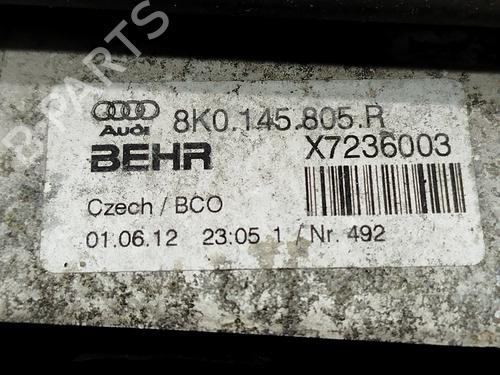 Audi 8K0.145.805.R
BEHR X7236003
Czech / BCO
01.06.12 23:05 1 / Nr. 492
B-PARTS